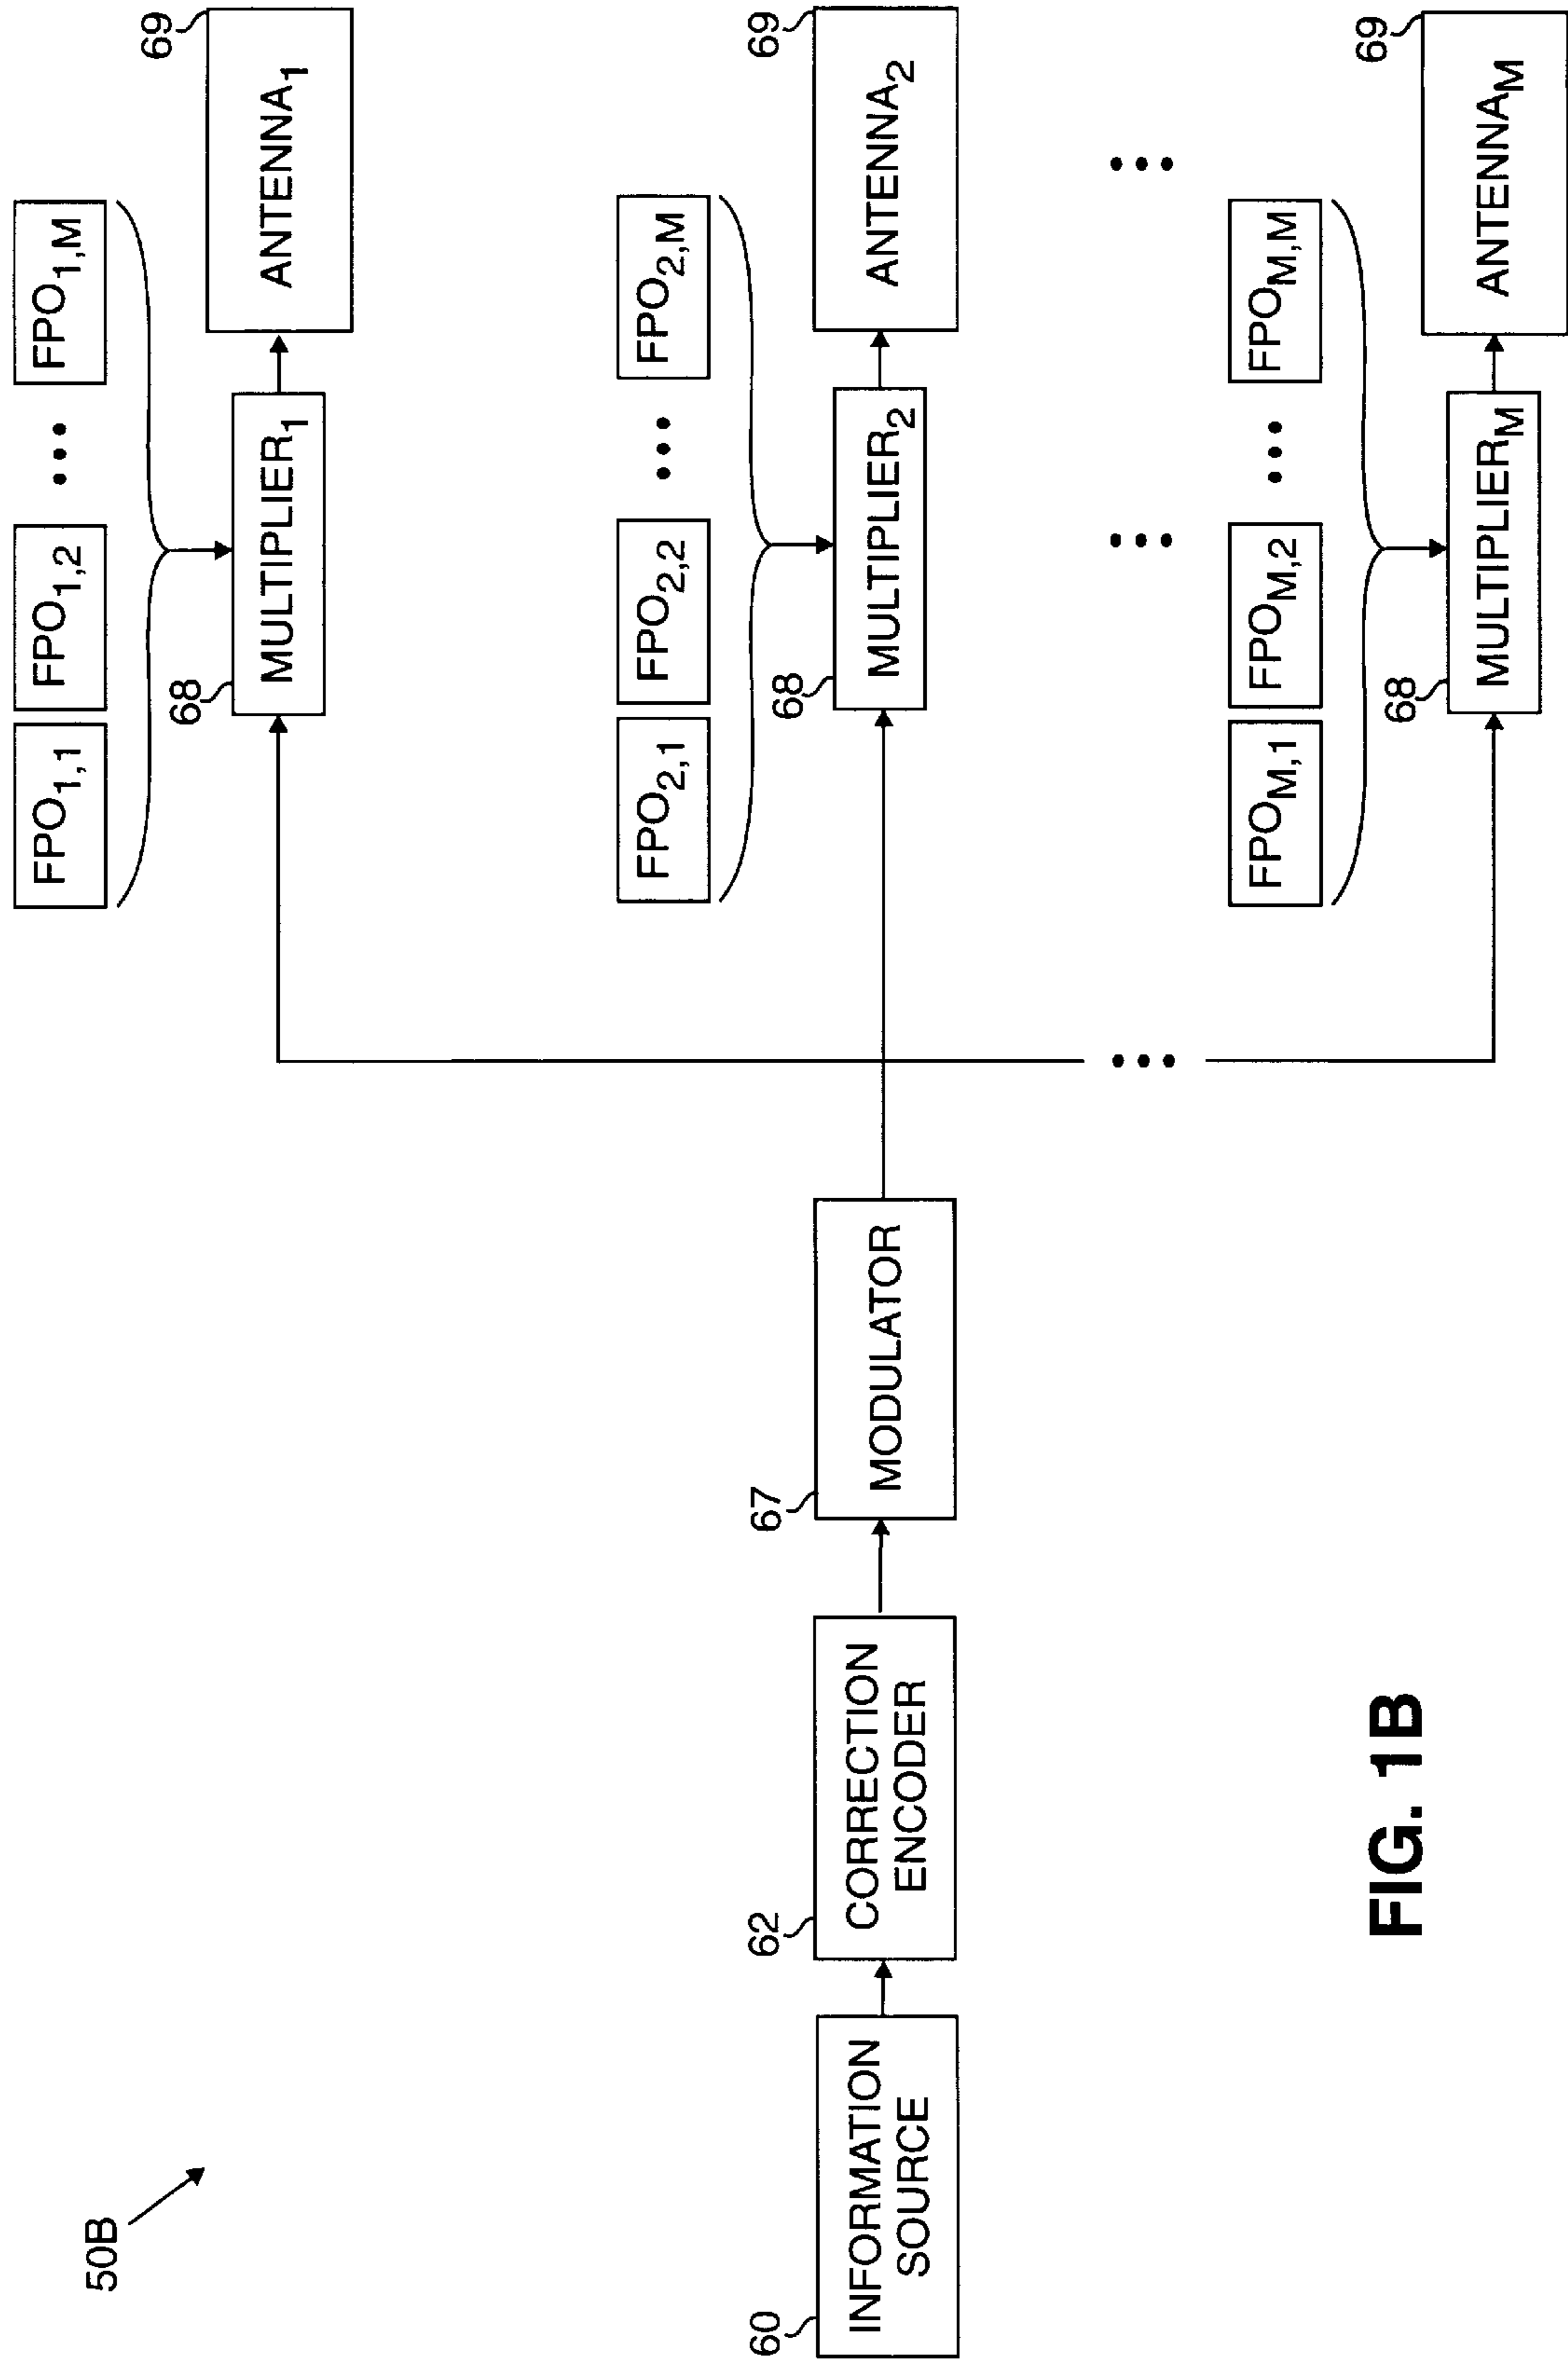 50B
60
INFORMATION
SOURCE
62
CORRECTION
ENCODER
67
MODULATOR
FPO1,1
FPO1,2
•••
FPO1,M
68
MULTIPLIER1
69
ANTENNA1
FPO2,1
FPO2,2
•••
FPO2,M
68
MULTIPLIER2
69
ANTENNA2
•••
•••
•••
FPOM,1
FPOM,2
•••
FPOM,M
68
MULTIPLIERM
69
ANTENNAM
FIG. 1B